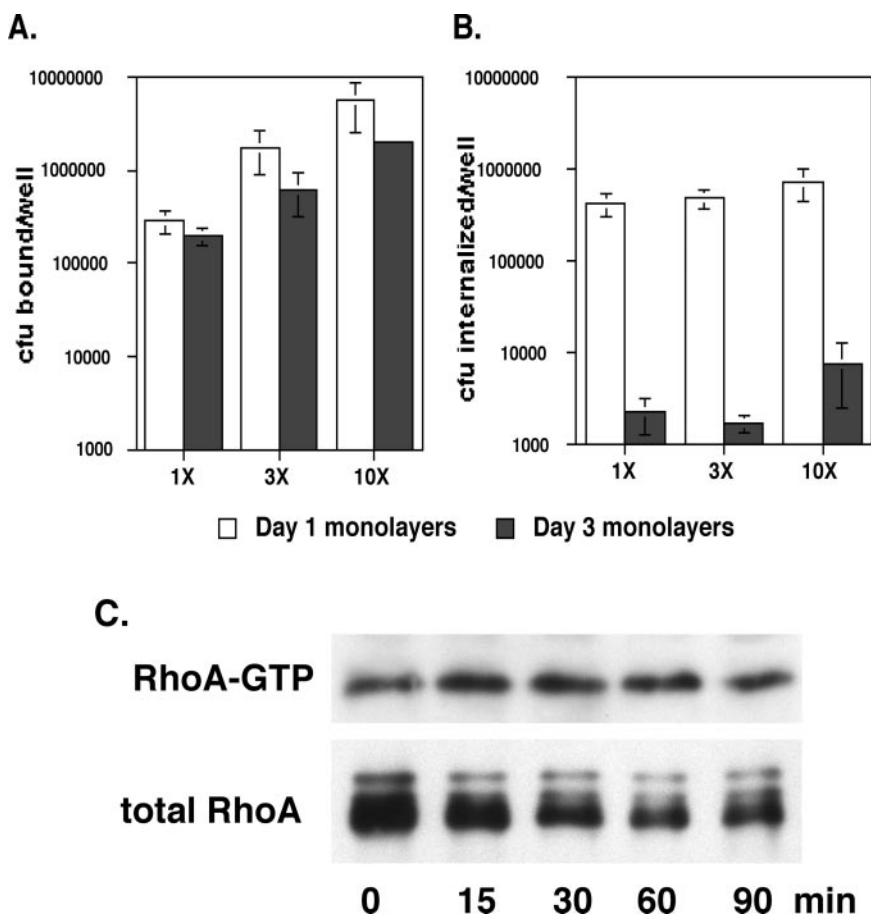 A.
cfu bound/well
10000000
1000000
100000
10000
1000
1X 3X 10X
B.
cfu internalized/well
10000000
1000000
100000
10000
1000
1X 3X 10X
Day 1 monolayers Day 3 monolayers
C.
RhoA-GTP
total RhoA
0 15 30 60 90 min